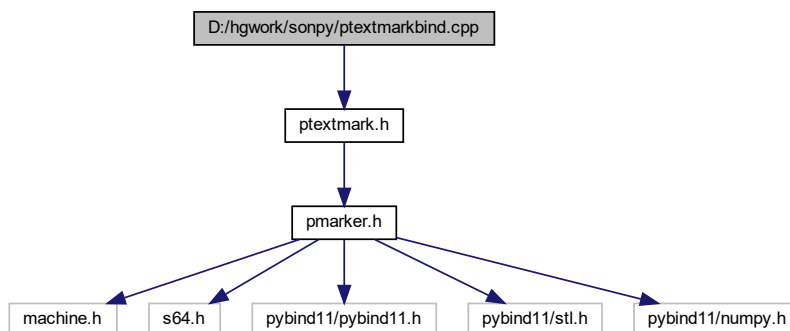 D:/hgwork/sonpy/ptextmarkbind.cpp
ptextmark.h
pmarker.h
machine.h
s64.h
pybind11/pybind11.h
pybind11/stl.h
pybind11/numpy.h